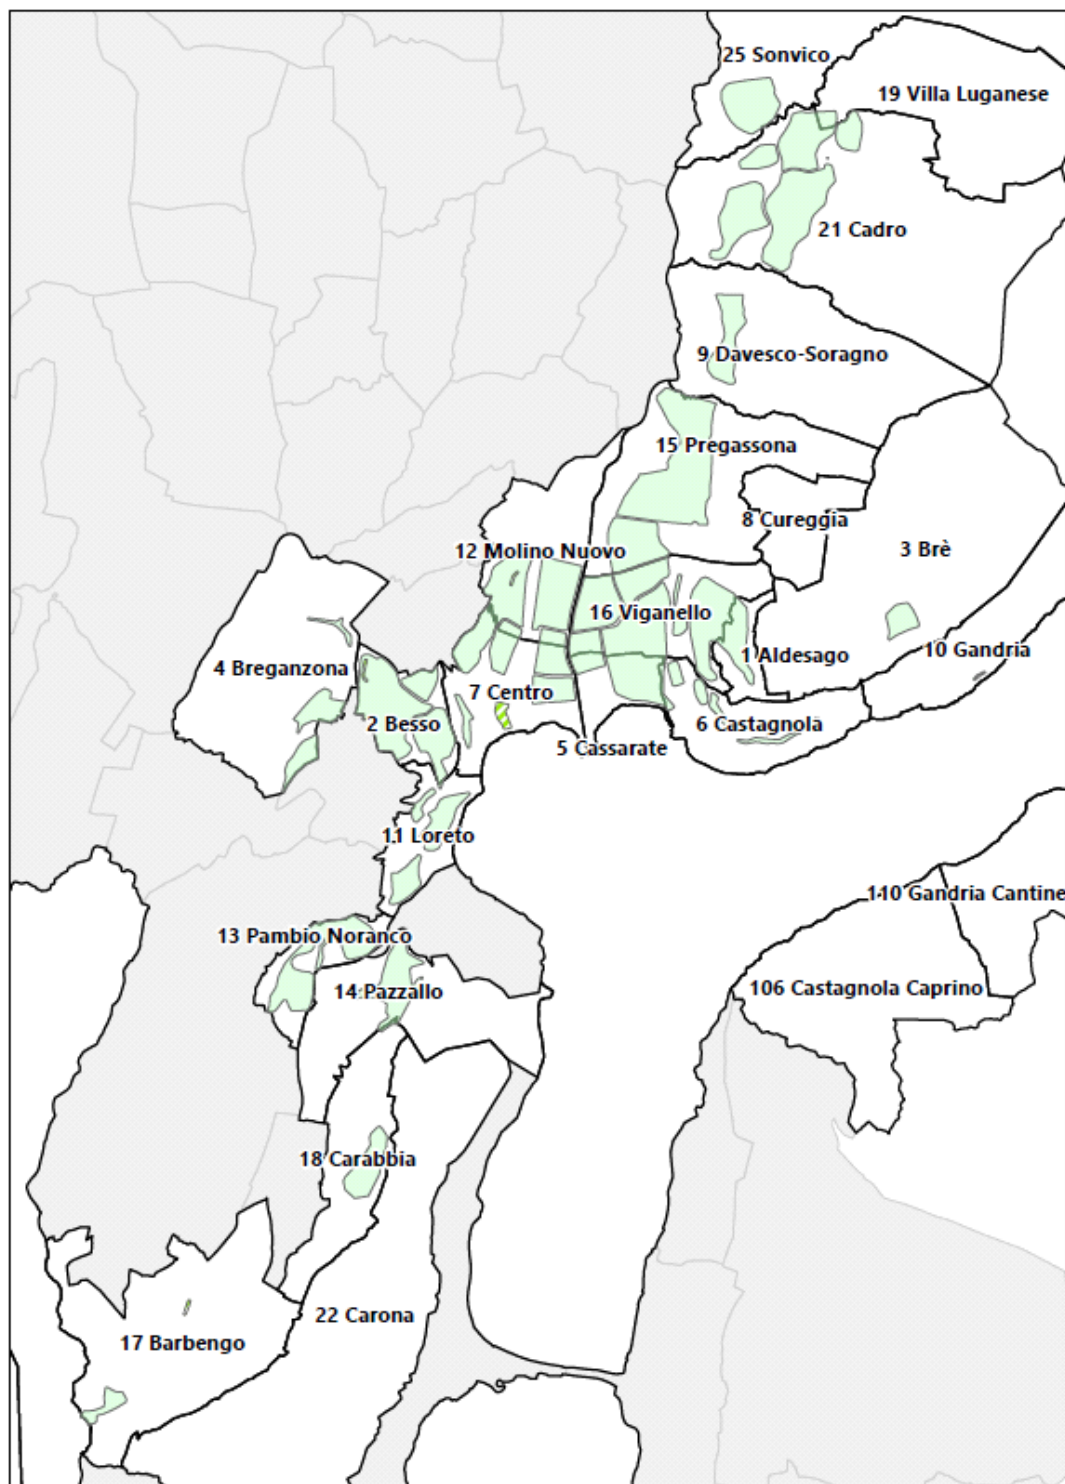 25 Sonvico
19 Villa Luganese
21 Cadro
9 Davesco-Soragno
15 Pregassona
8 Cureggia
3 Brè
12 Molino Nuovo
16 Viganello
1 Aldesago
10 Gandria
4 Breganzona
7 Centro
2 Besso
6 Castagnola
5 Cassarate
11 Loreto
110 Gandria Cantine
13 Pambio Noranco
14 Pazzallo
106 Castagnola Caprino
18 Carabbia
22 Carona
17 Barbengo